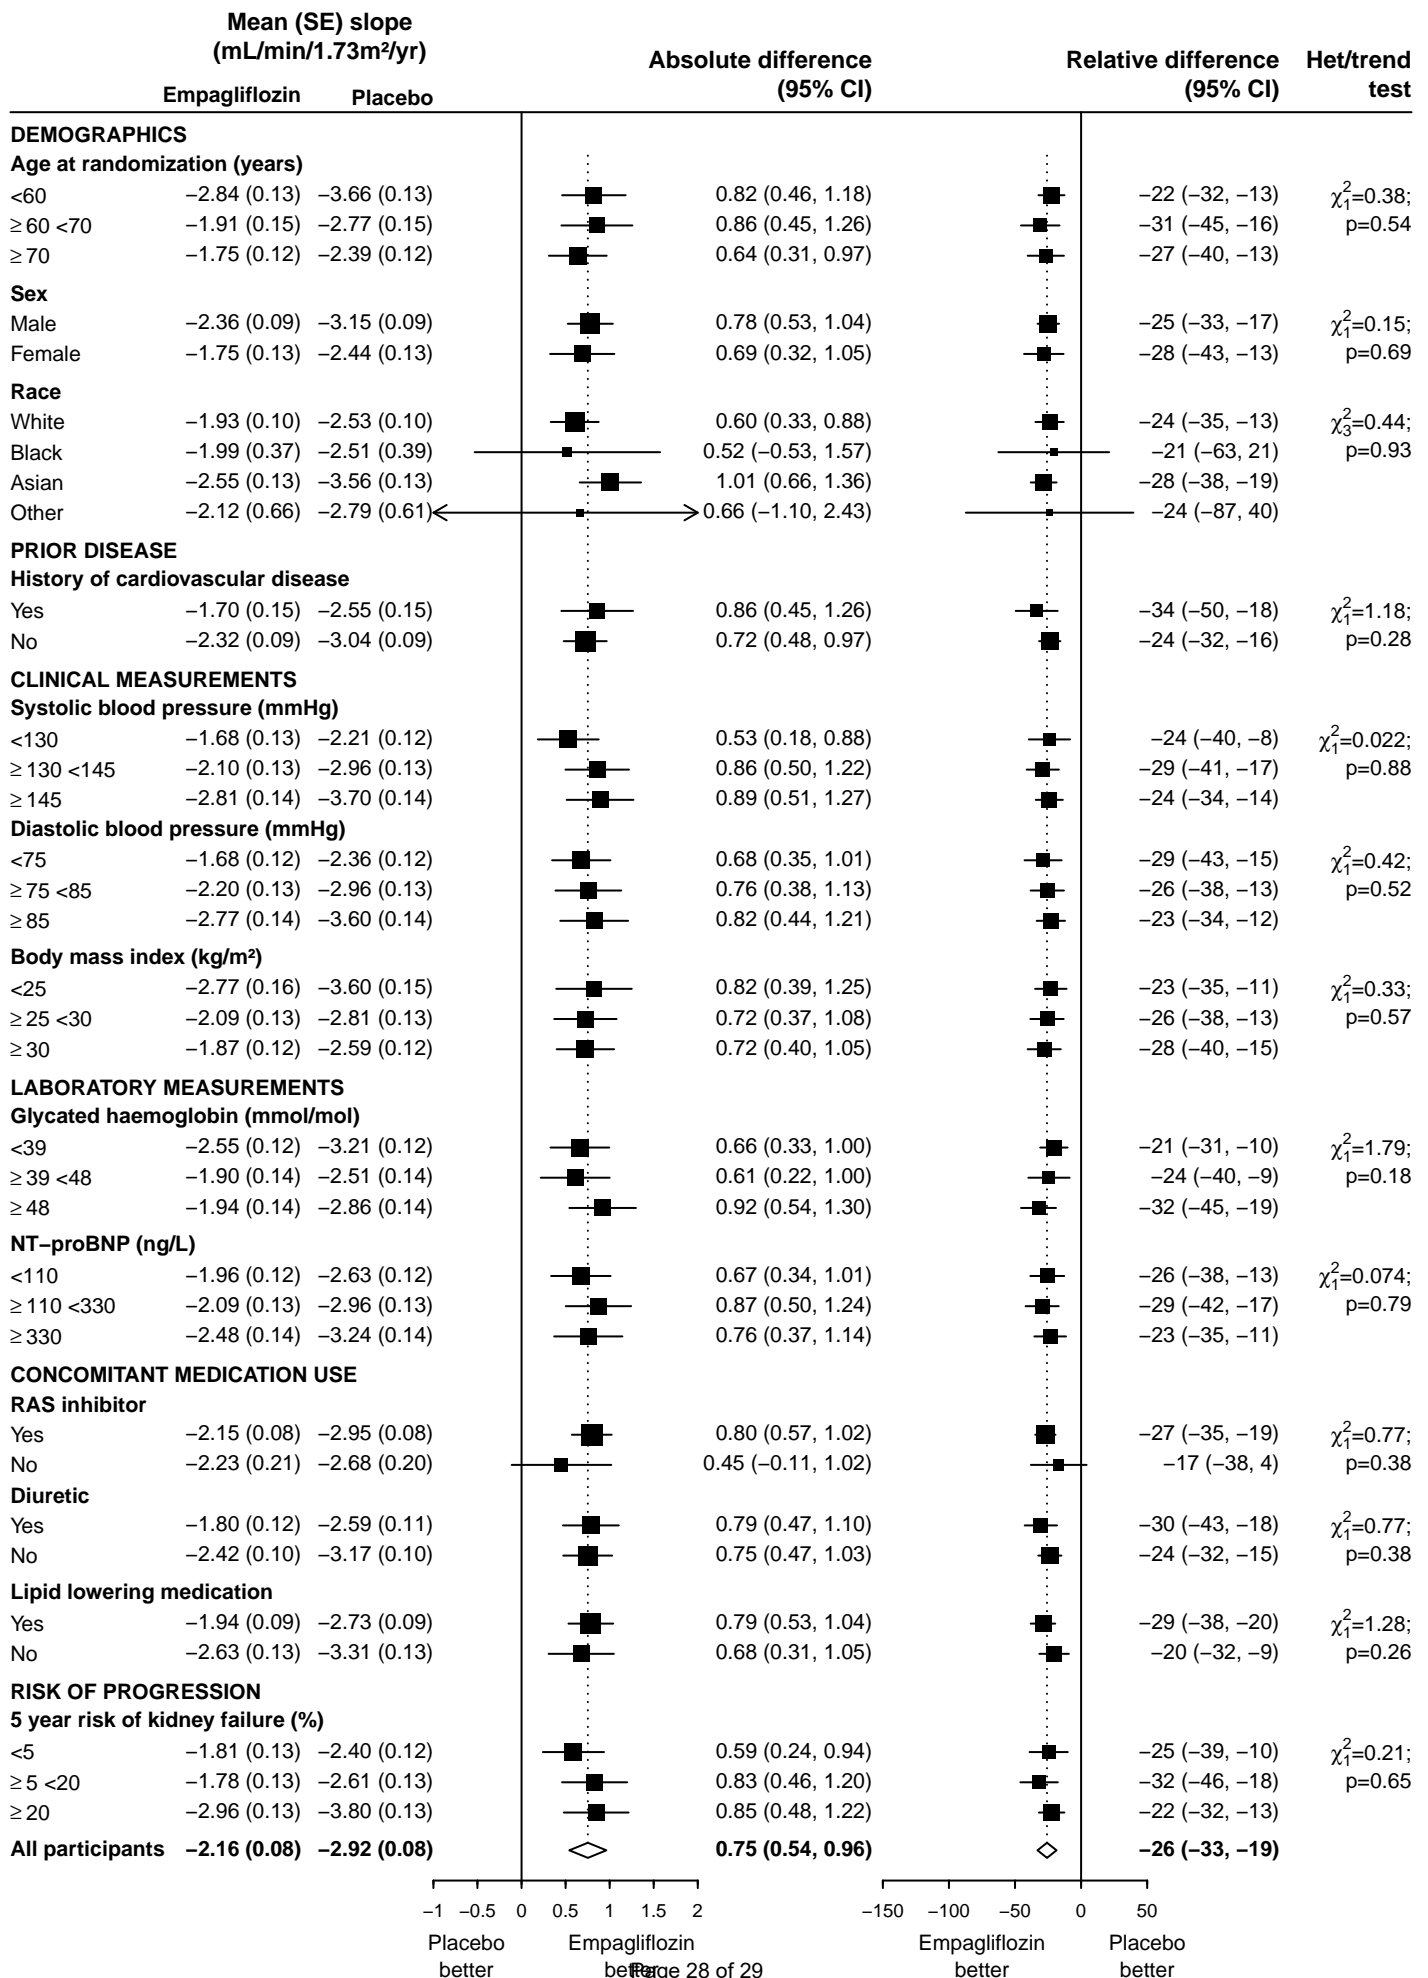 Mean (SE) slope
(mL/min/1.73m²/yr)
Absolute difference Relative difference Het/trend
(95% CI) (95% CI) test
Empagliflozin Placebo
DEMOGRAPHICS
Age at randomization (years)
<60 −2.84 (0.13) −3.66 (0.13) 0.82 (0.46, 1.18) −22 (−32, −13) χ²₁=0.38;
≥ 60 <70 −1.91 (0.15) −2.77 (0.15) 0.86 (0.45, 1.26) −31 (−45, −16) p=0.54
≥ 70 −1.75 (0.12) −2.39 (0.12) 0.64 (0.31, 0.97) −27 (−40, −13)
Sex
Male −2.36 (0.09) −3.15 (0.09) 0.78 (0.53, 1.04) −25 (−33, −17) χ²₁=0.15;
Female −1.75 (0.13) −2.44 (0.13) 0.69 (0.32, 1.05) −28 (−43, −13) p=0.69
Race
White −1.93 (0.10) −2.53 (0.10) 0.60 (0.33, 0.88) −24 (−35, −13) χ²₃=0.44;
Black −1.99 (0.37) −2.51 (0.39) 0.52 (−0.53, 1.57) −21 (−63, 21) p=0.93
Asian −2.55 (0.13) −3.56 (0.13) 1.01 (0.66, 1.36) −28 (−38, −19)
Other −2.12 (0.66) −2.79 (0.61) 0.66 (−1.10, 2.43) −24 (−87, 40)
PRIOR DISEASE
History of cardiovascular disease
Yes −1.70 (0.15) −2.55 (0.15) 0.86 (0.45, 1.26) −34 (−50, −18) χ²₁=1.18;
No −2.32 (0.09) −3.04 (0.09) 0.72 (0.48, 0.97) −24 (−32, −16) p=0.28
CLINICAL MEASUREMENTS
Systolic blood pressure (mmHg)
<130 −1.68 (0.13) −2.21 (0.12) 0.53 (0.18, 0.88) −24 (−40, −8) χ²₁=0.022;
≥ 130 <145 −2.10 (0.13) −2.96 (0.13) 0.86 (0.50, 1.22) −29 (−41, −17) p=0.88
≥ 145 −2.81 (0.14) −3.70 (0.14) 0.89 (0.51, 1.27) −24 (−34, −14)
Diastolic blood pressure (mmHg)
<75 −1.68 (0.12) −2.36 (0.12) 0.68 (0.35, 1.01) −29 (−43, −15) χ²₁=0.42;
≥ 75 <85 −2.20 (0.13) −2.96 (0.13) 0.76 (0.38, 1.13) −26 (−38, −13) p=0.52
≥ 85 −2.77 (0.14) −3.60 (0.14) 0.82 (0.44, 1.21) −23 (−34, −12)
Body mass index (kg/m²)
<25 −2.77 (0.16) −3.60 (0.15) 0.82 (0.39, 1.25) −23 (−35, −11) χ²₁=0.33;
≥ 25 <30 −2.09 (0.13) −2.81 (0.13) 0.72 (0.37, 1.08) −26 (−38, −13) p=0.57
≥ 30 −1.87 (0.12) −2.59 (0.12) 0.72 (0.40, 1.05) −28 (−40, −15)
LABORATORY MEASUREMENTS
Glycated haemoglobin (mmol/mol)
<39 −2.55 (0.12) −3.21 (0.12) 0.66 (0.33, 1.00) −21 (−31, −10) χ²₁=1.79;
≥ 39 <48 −1.90 (0.14) −2.51 (0.14) 0.61 (0.22, 1.00) −24 (−40, −9) p=0.18
≥ 48 −1.94 (0.14) −2.86 (0.14) 0.92 (0.54, 1.30) −32 (−45, −19)
NT−proBNP (ng/L)
<110 −1.96 (0.12) −2.63 (0.12) 0.67 (0.34, 1.01) −26 (−38, −13) χ²₁=0.074;
≥ 110 <330 −2.09 (0.13) −2.96 (0.13) 0.87 (0.50, 1.24) −29 (−42, −17) p=0.79
≥ 330 −2.48 (0.14) −3.24 (0.14) 0.76 (0.37, 1.14) −23 (−35, −11)
CONCOMITANT MEDICATION USE
RAS inhibitor
Yes −2.15 (0.08) −2.95 (0.08) 0.80 (0.57, 1.02) −27 (−35, −19) χ²₁=0.77;
No −2.23 (0.21) −2.68 (0.20) 0.45 (−0.11, 1.02) −17 (−38, 4) p=0.38
Diuretic
Yes −1.80 (0.12) −2.59 (0.11) 0.79 (0.47, 1.10) −30 (−43, −18) χ²₁=0.77;
No −2.42 (0.10) −3.17 (0.10) 0.75 (0.47, 1.03) −24 (−32, −15) p=0.38
Lipid lowering medication
Yes −1.94 (0.09) −2.73 (0.09) 0.79 (0.53, 1.04) −29 (−38, −20) χ²₁=1.28;
No −2.63 (0.13) −3.31 (0.13) 0.68 (0.31, 1.05) −20 (−32, −9) p=0.26
RISK OF PROGRESSION
5 year risk of kidney failure (%)
<5 −1.81 (0.13) −2.40 (0.12) 0.59 (0.24, 0.94) −25 (−39, −10) χ²₁=0.21;
≥ 5 <20 −1.78 (0.13) −2.61 (0.13) 0.83 (0.46, 1.20) −32 (−46, −18) p=0.65
≥ 20 −2.96 (0.13) −3.80 (0.13) 0.85 (0.48, 1.22) −22 (−32, −13)
All participants −2.16 (0.08) −2.92 (0.08) 0.75 (0.54, 0.96) −26 (−33, −19)
−1 −0.5 0 0.5 1 1.5 2 −150 −100 −50 0 50
Placebo Empagliflozin Empagliflozin Placebo
better better better better
Page 28 of 29